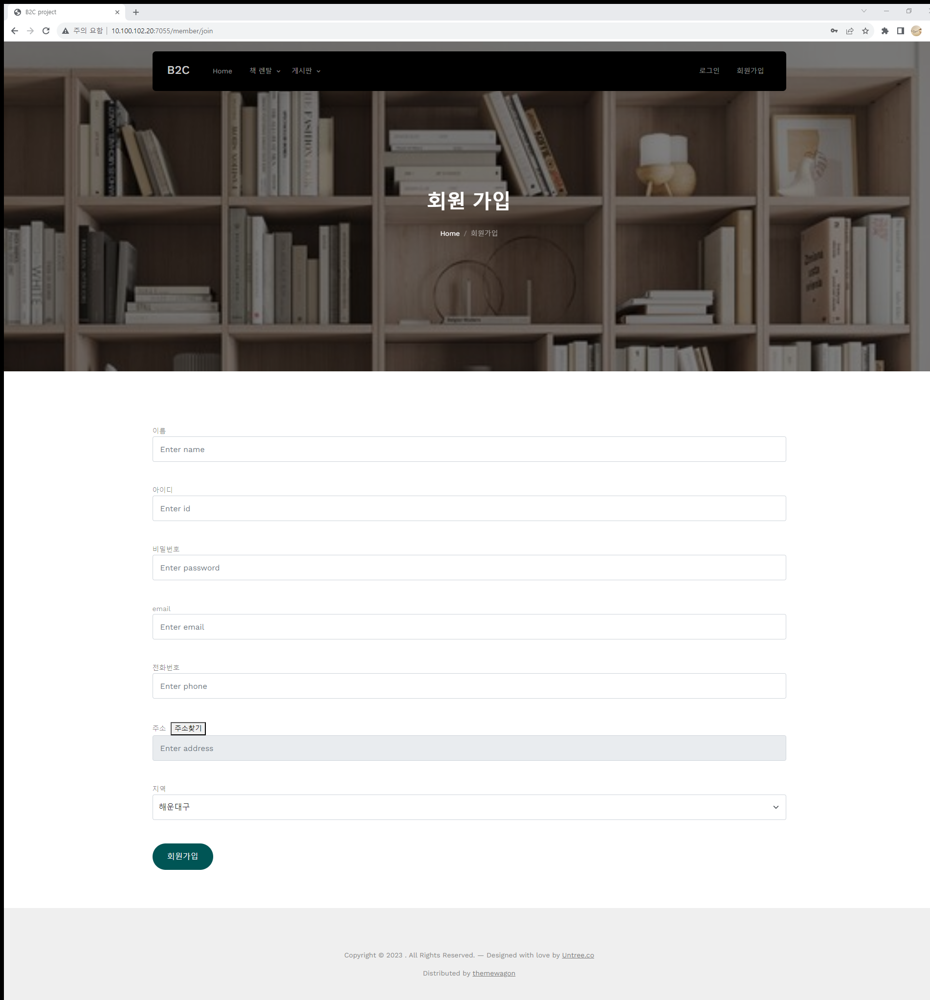 B2C project
주의 요함 10.100.102.20:7055/member/join
B2C Home 책 렌탈 게시판 로그인 회원가입
THE FASHION
회원 가입
Home / 회원가입
WHITE
이름
Enter name
아이디
Enter id
비밀번호
Enter password
email
Enter email
전화번호
Enter phone
주소 주소찾기
Enter address
지역
해운대구
회원가입
Copyright © 2023 . All Rights Reserved. — Designed with love by Untree.co
Distributed by themewagon